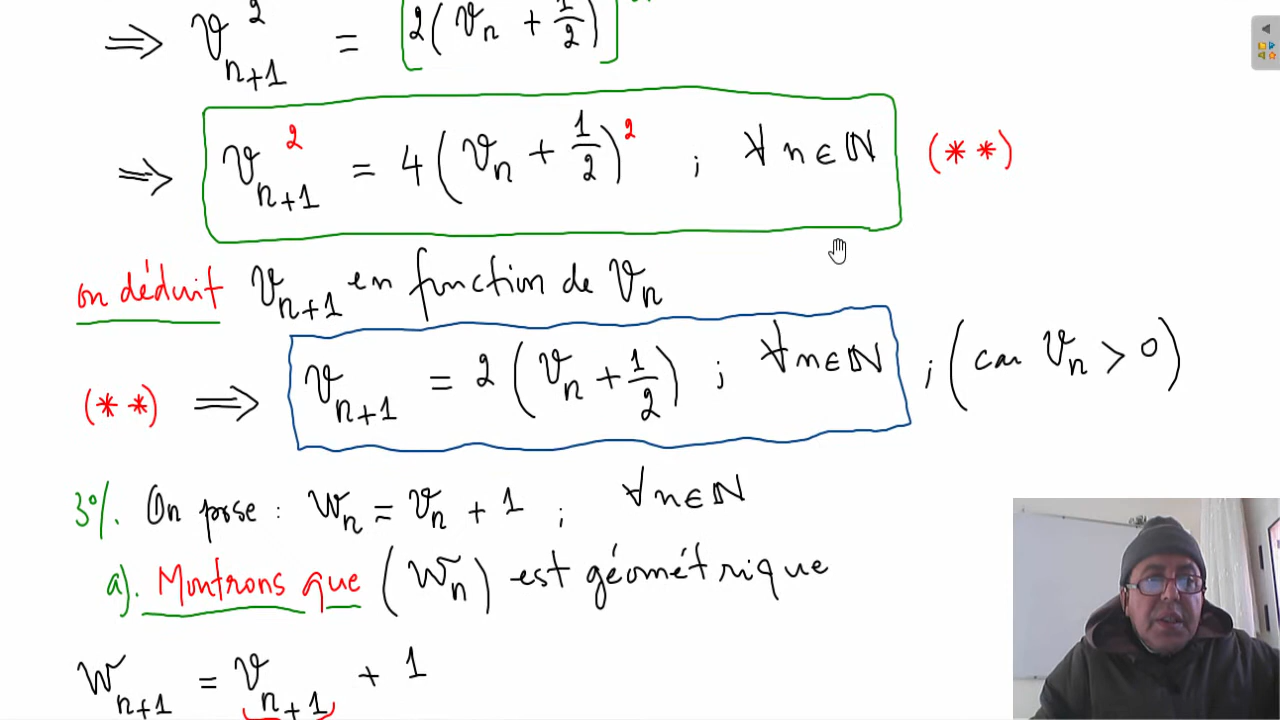 ⟹ V²ₙ₊₁ = [2(Vₙ + 1/2)]
⟹ V²ₙ₊₁ = 4(Vₙ + 1/2)² ; ∀n∈ℕ (**)
on déduit Vₙ₊₁ en fonction de Vₙ
(**) ⟹ Vₙ₊₁ = 2(Vₙ + 1/2) ; ∀n∈ℕ ; (car Vₙ > 0)
3%. On pose : Wₙ = Vₙ + 1 ; ∀n∈ℕ
a). Montrons que (Wₙ) est géométrique
Wₙ₊₁ = Vₙ₊₁ + 1